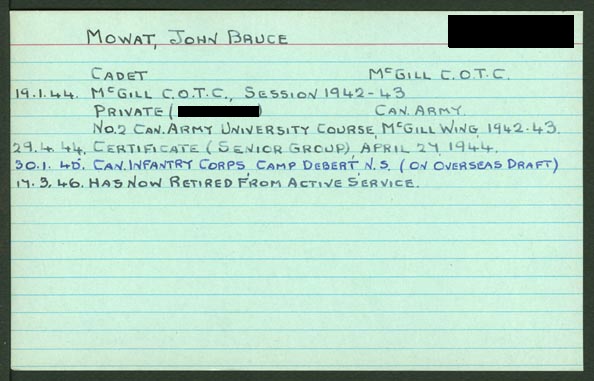 MOWAT, JOHN BRUCE
CADET McGILL C.O.T.C.
19.1.44. McGILL C.O.T.C., SESSION 1942-43
PRIVATE ( ) CAN. ARMY.
No.2 CAN. ARMY UNIVERSITY COURSE, McGILL WING, 1942-43.
29.4.44. CERTIFICATE (SENIOR GROUP), APRIL 27, 1944.
30.1.45. CAN. INFANTRY CORPS, CAMP DEBERT, N.S. (ON OVERSEAS DRAFT)
17.3.46. HAS NOW RETIRED FROM ACTIVE SERVICE.